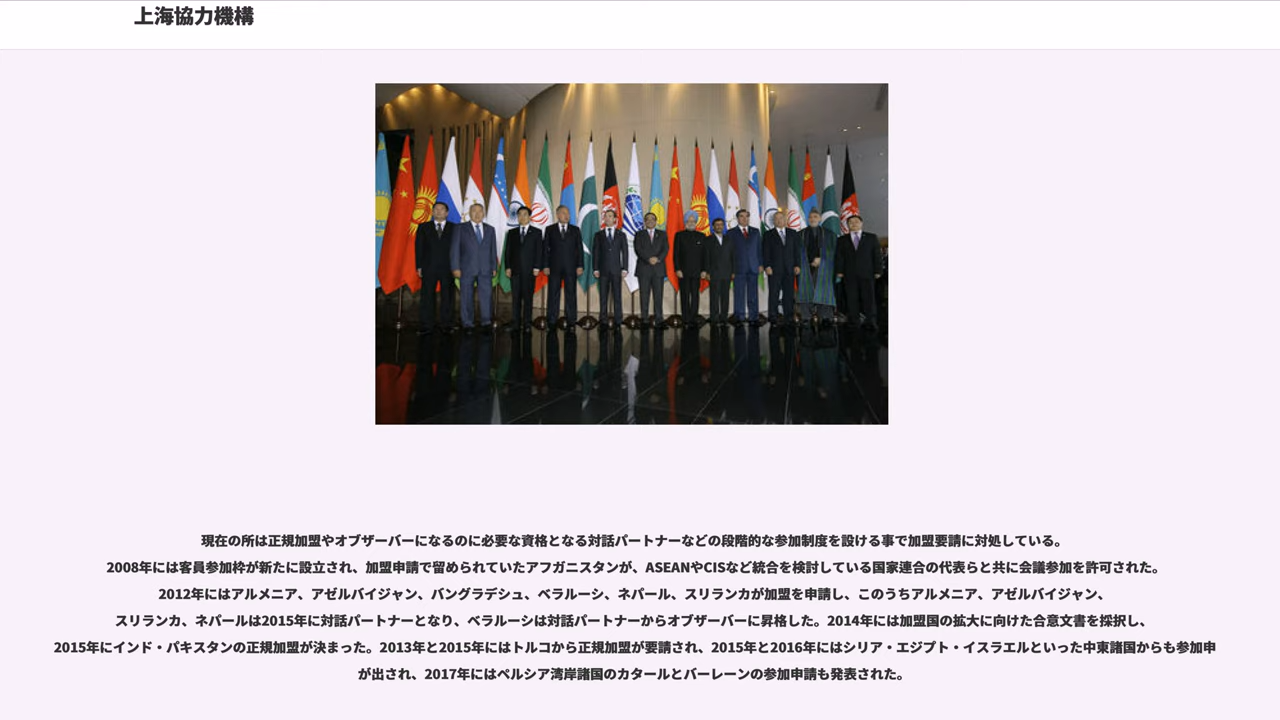 上海協力機構
現在の所は正規加盟やオブザーバーになるのに必要な資格となる対話パートナーなどの段階的な参加制度を設ける事で加盟要請に対処している。
2008年には客員参加枠が新たに設立され、加盟申請で留められていたアフガニスタンが、ASEANやCISなど統合を検討している国家連合の代表らと共に会議参加を許可された。
2012年にはアルメニア、アゼルバイジャン、バングラデシュ、ベラルーシ、ネパール、スリランカが加盟を申請し、このうちアルメニア、アゼルバイジャン、
スリランカ、ネパールは2015年に対話パートナーとなり、ベラルーシは対話パートナーからオブザーバーに昇格した。2014年には加盟国の拡大に向けた合意文書を採択し、
2015年にインド・パキスタンの正規加盟が決まった。2013年と2015年にはトルコから正規加盟が要請され、2015年と2016年にはシリア・エジプト・イスラエルといった中東諸国からも参加申
が出され、2017年にはペルシア湾岸諸国のカタールとバーレーンの参加申請も発表された。